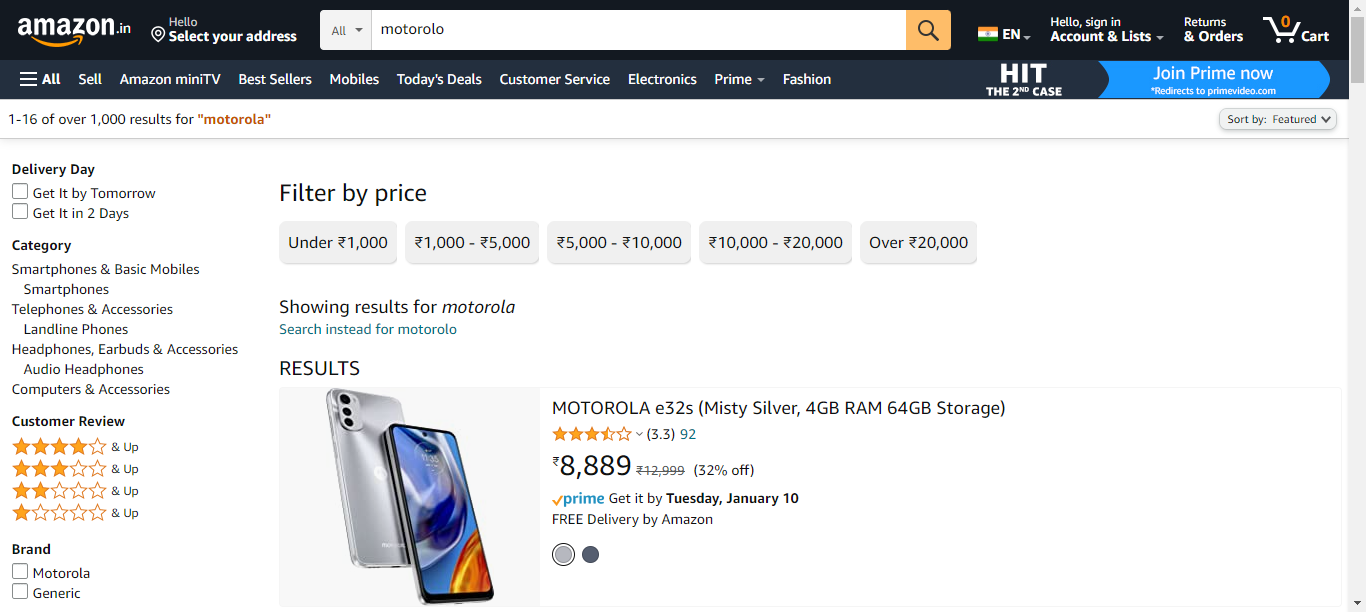 amazon.in
Hello
Select your address
All
motorolo
EN
Hello, sign in
Account & Lists
Returns
& Orders
0
Cart
All
Sell
Amazon miniTV
Best Sellers
Mobiles
Today's Deals
Customer Service
Electronics
Prime
Fashion
HIT
THE 2ND CASE
Join Prime now
*Redirects to primevideo.com
1-16 of over 1,000 results for "motorola"
Sort by: Featured
Delivery Day
Get It by Tomorrow
Get It in 2 Days
Category
Smartphones & Basic Mobiles
Smartphones
Telephones & Accessories
Landline Phones
Headphones, Earbuds & Accessories
Audio Headphones
Computers & Accessories
Customer Review
& Up
& Up
& Up
& Up
Brand
Motorola
Generic
Filter by price
Under ₹1,000
₹1,000 - ₹5,000
₹5,000 - ₹10,000
₹10,000 - ₹20,000
Over ₹20,000
Showing results for motorola
Search instead for motorolo
RESULTS
MOTOROLA e32s (Misty Silver, 4GB RAM 64GB Storage)
(3.3) 92
₹8,889 ₹12,999 (32% off)
prime Get it by Tuesday, January 10
FREE Delivery by Amazon